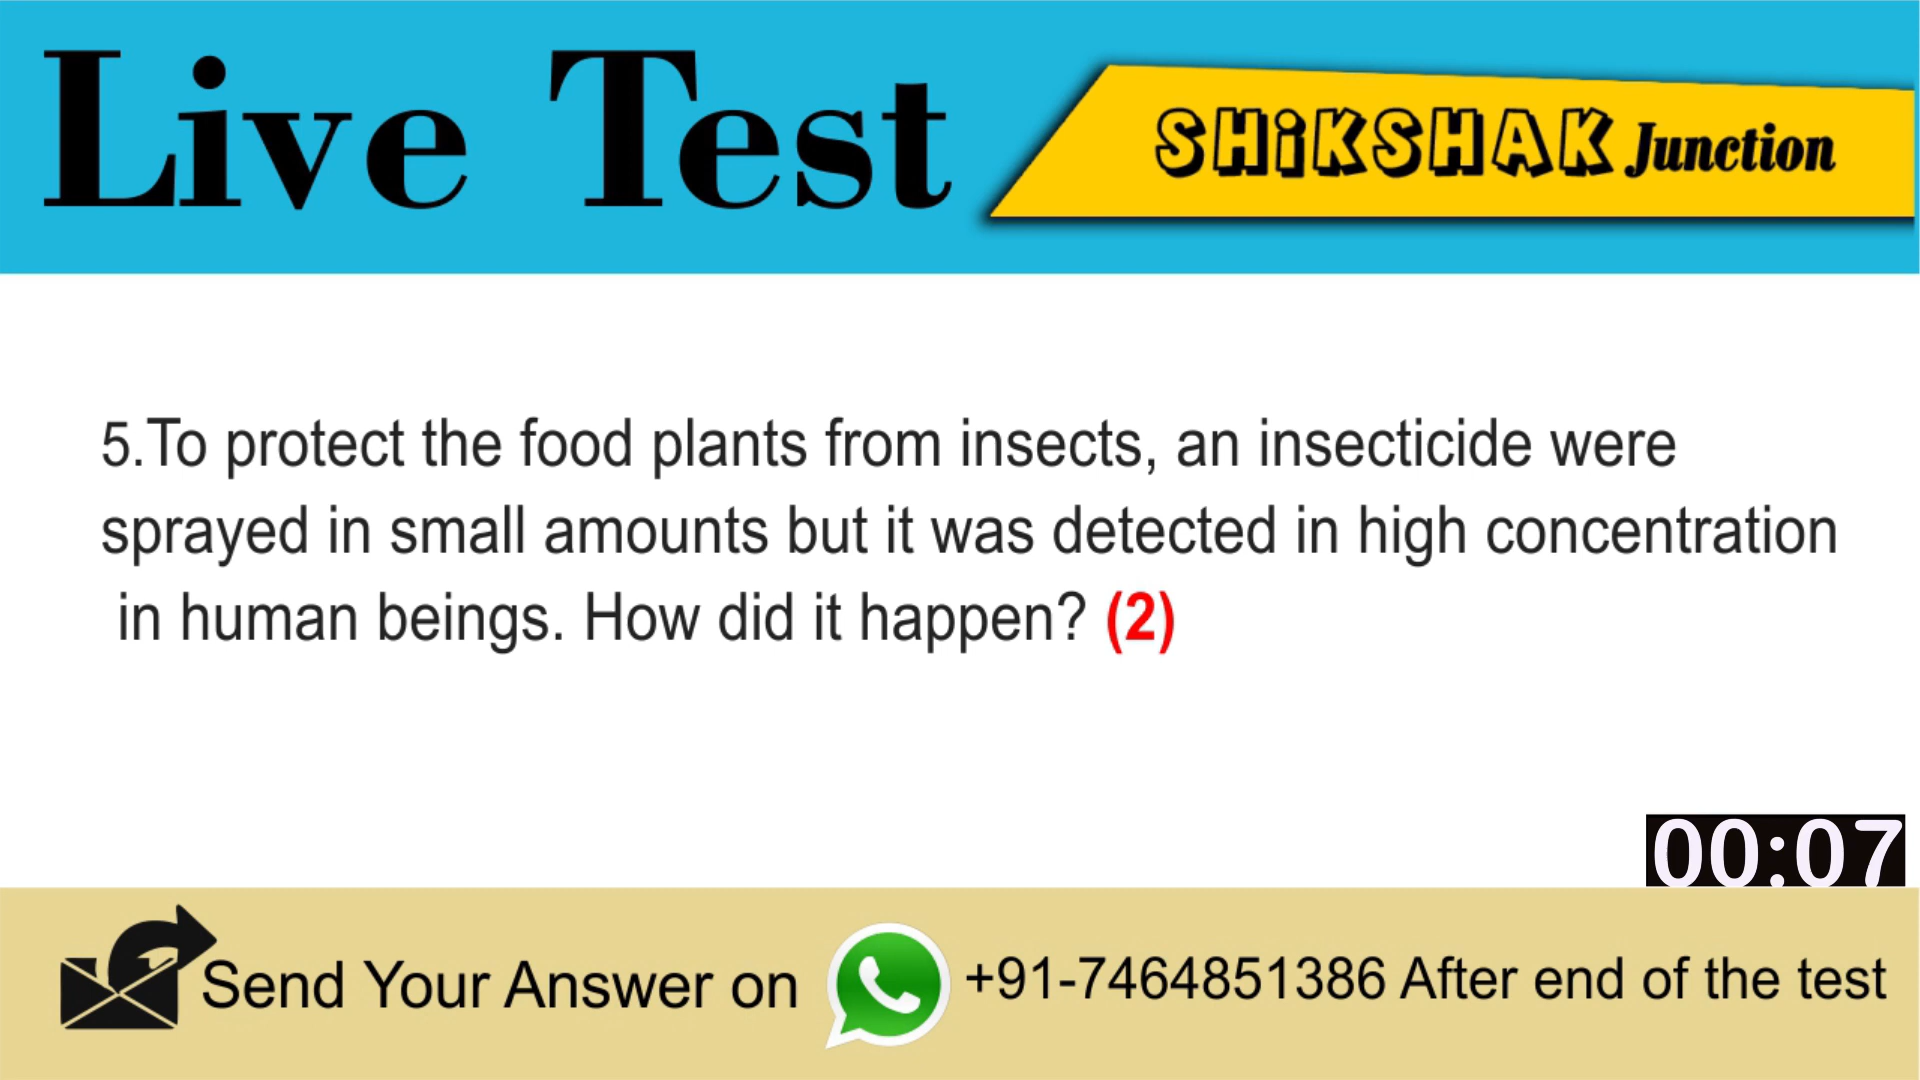 Live Test
SHiKSHAK Junction
5.To protect the food plants from insects, an insecticide were
sprayed in small amounts but it was detected in high concentration
in human beings. How did it happen? (2)
00:07
Send Your Answer on +91-7464851386 After end of the test